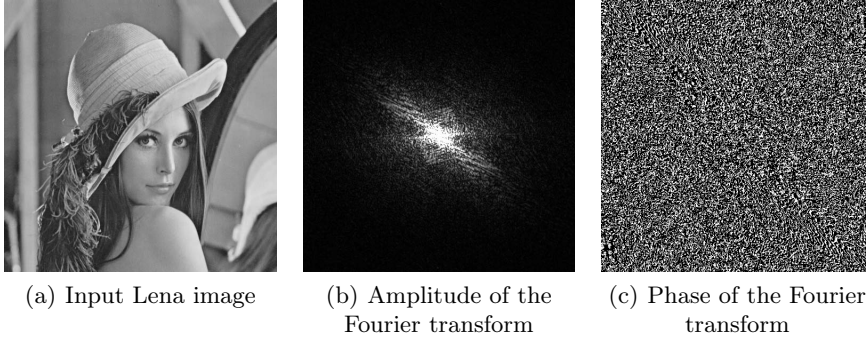 (a) Input Lena image
(b) Amplitude of the
Fourier transform
(c) Phase of the Fourier
transform